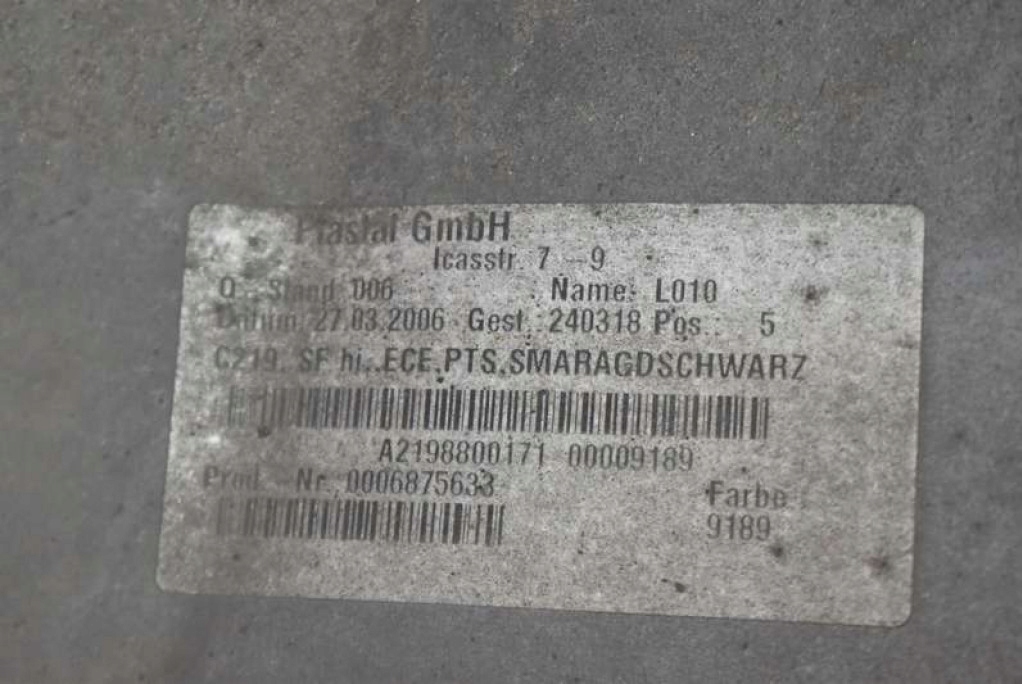 Plastal GmbH
Icasstr. 7 -9
Q - Stand 006 Name: L010
Datum 27.03.2006 Gest.: 240318 Pos.: 5
C219, SF hi., ECE,PTS,SMARAGDSCHWARZ
A2198800171 00009189
Prod.-Nr. 0006875633 Farbe :
9189